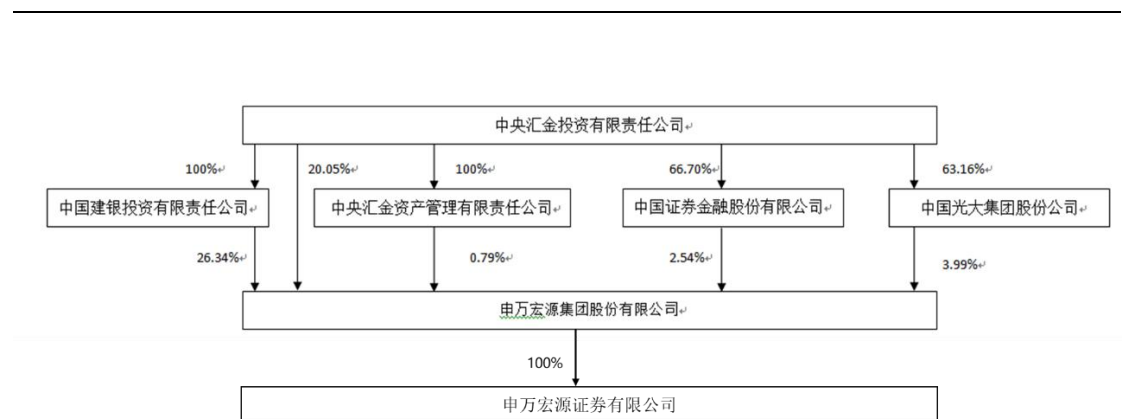 中央汇金投资有限责任公司↵
100%↵ 20.05%↵ 100%↵ 66.70%↵ 63.16%↵
中国建银投资有限责任公司↵ 中央汇金资产管理有限责任公司↵ 中国证券金融股份有限公司↵ 中国光大集团股份公司↵
26.34%↵ 0.79%↵ 2.54%↵ 3.99%↵
申万宏源集团股份有限公司↵
100%
申万宏源证券有限公司